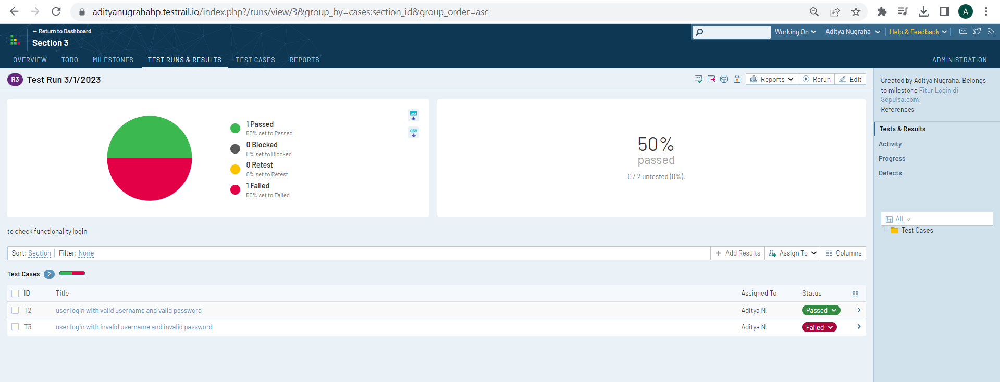 adityanugrahahp.testrail.io/index.php?/runs/view/3&group_by=cases:section_id&group_order=asc
A
← Return to Dashboard
Section 3
Working On
Aditya Nugraha
Help & Feedback
OVERVIEW
TODO
MILESTONES
TEST RUNS & RESULTS
TEST CASES
REPORTS
ADMINISTRATION
R3
Test Run 3/1/2023
Reports
Rerun
Edit
1 Passed
50% set to Passed
0 Blocked
0% set to Blocked
0 Retest
0% set to Retest
1 Failed
50% set to Failed
CSV
50%
passed
0 / 2 untested (0%).
Created by Aditya Nugraha. Belongs
to milestone Fitur Login di
Sepulsa.com.
References
Tests & Results
Activity
Progress
Defects
All
Test Cases
to check functionality login
Sort: Section
Filter: None
+ Add Results
Assign To
Columns
Test Cases 2
ID Title Assigned To Status
T2 user login with valid username and valid password Aditya N. Passed
T3 user login with invalid username and invalid password Aditya N. Failed